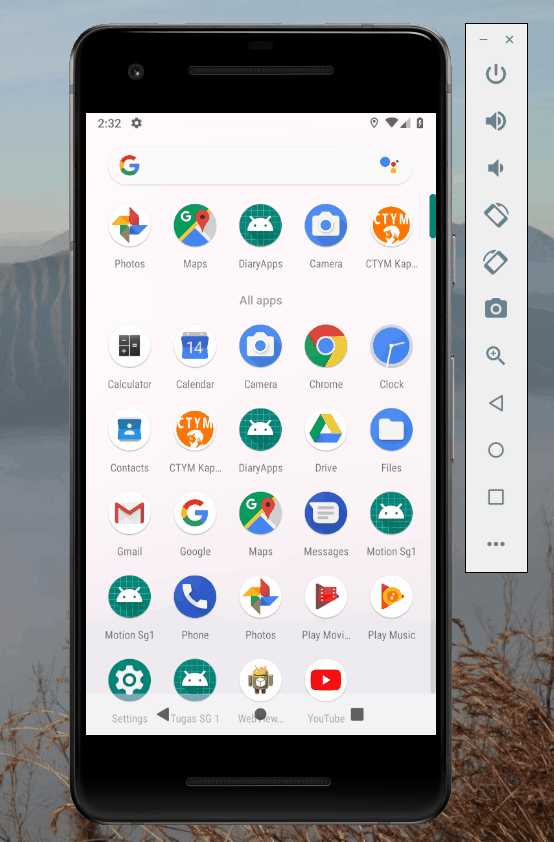 2:32
Photos Maps DiaryApps Camera CTYM Kap...
All apps
Calculator Calendar Camera Chrome Clock
Contacts CTYM Kap... DiaryApps Drive Files
Gmail Google Maps Messages Motion Sg1
Motion Sg1 Phone Photos Play Movi... Play Music
Settings Tugas SG 1 WebView... YouTube